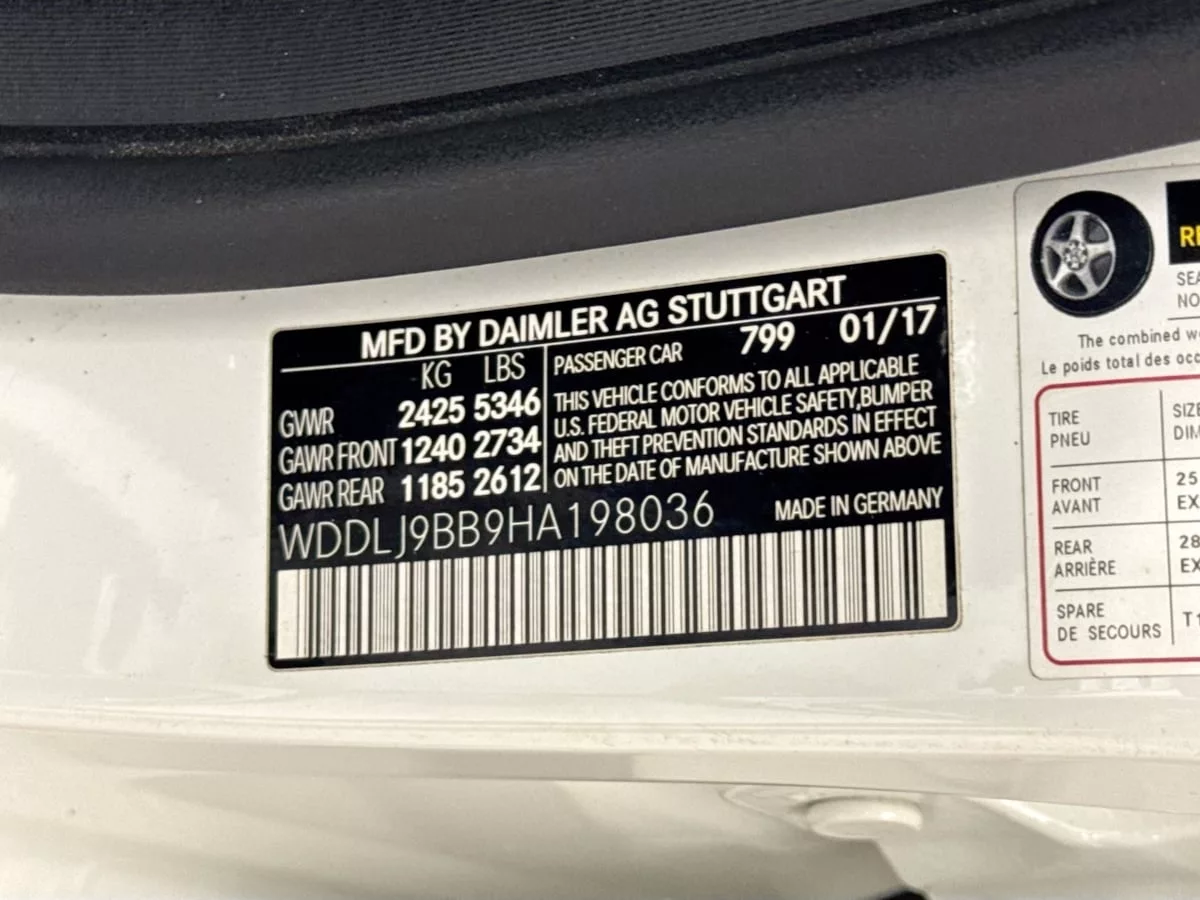 MFD BY DAIMLER AG STUTTGART
KG LBS
GVWR 2425 5346
GAWR FRONT 1240 2734
GAWR REAR 1185 2612
PASSENGER CAR 799 01/17
THIS VEHICLE CONFORMS TO ALL APPLICABLE
U.S. FEDERAL MOTOR VEHICLE SAFETY,BUMPER
AND THEFT PREVENTION STANDARDS IN EFFECT
ON THE DATE OF MANUFACTURE SHOWN ABOVE
WDDLJ9BB9HA198036
MADE IN GERMANY
NO
The combined
Le poids total des
TIRE
PNEU
FRONT
AVANT
25
REAR
ARRIÈRE
28
SPARE
DE SECOURS